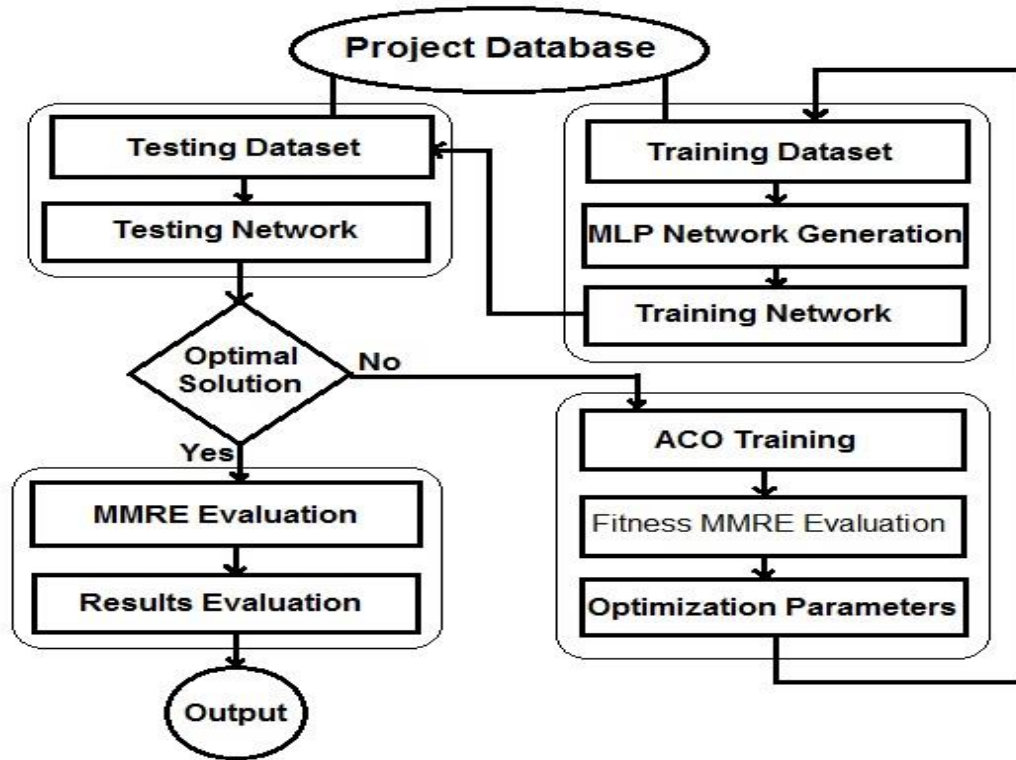 Project Database
Testing Dataset
Testing Network
Training Dataset
MLP Network Generation
Training Network
Optimal
Solution
No
Yes
ACO Training
Fitness MMRE Evaluation
Optimization Parameters
MMRE Evaluation
Results Evaluation
Output